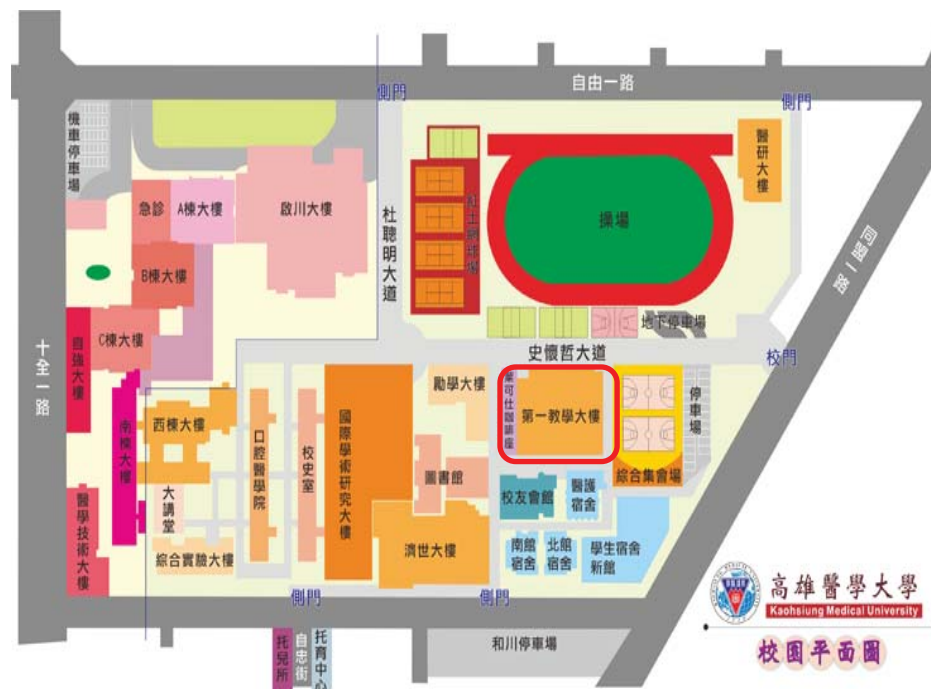 自由一路
側門
側門
機車停車場
醫研大樓
急診
A棟大樓
啟川大樓
杜聰明大道
紅土網球場
操場
同盟一路
B棟大樓
地下停車場
C棟大樓
史懷哲大道
校門
十全一路
自強大樓
南棟大樓
西棟大樓
口腔醫學院
校史室
國際學術研究大樓
勵學大樓
萊可仕咖啡座
第一教學大樓
停車場
綜合集會場
圖書館
校友會館
醫護
宿舍
大講堂
醫學技術大樓
綜合實驗大樓
濟世大樓
南館
宿舍
北館
宿舍
學生宿舍
新館
側門
側門
高雄醫學大學
Kaohsiung Medical University
托兒所
自忠街
托育中心
和川停車場
校園平面圖